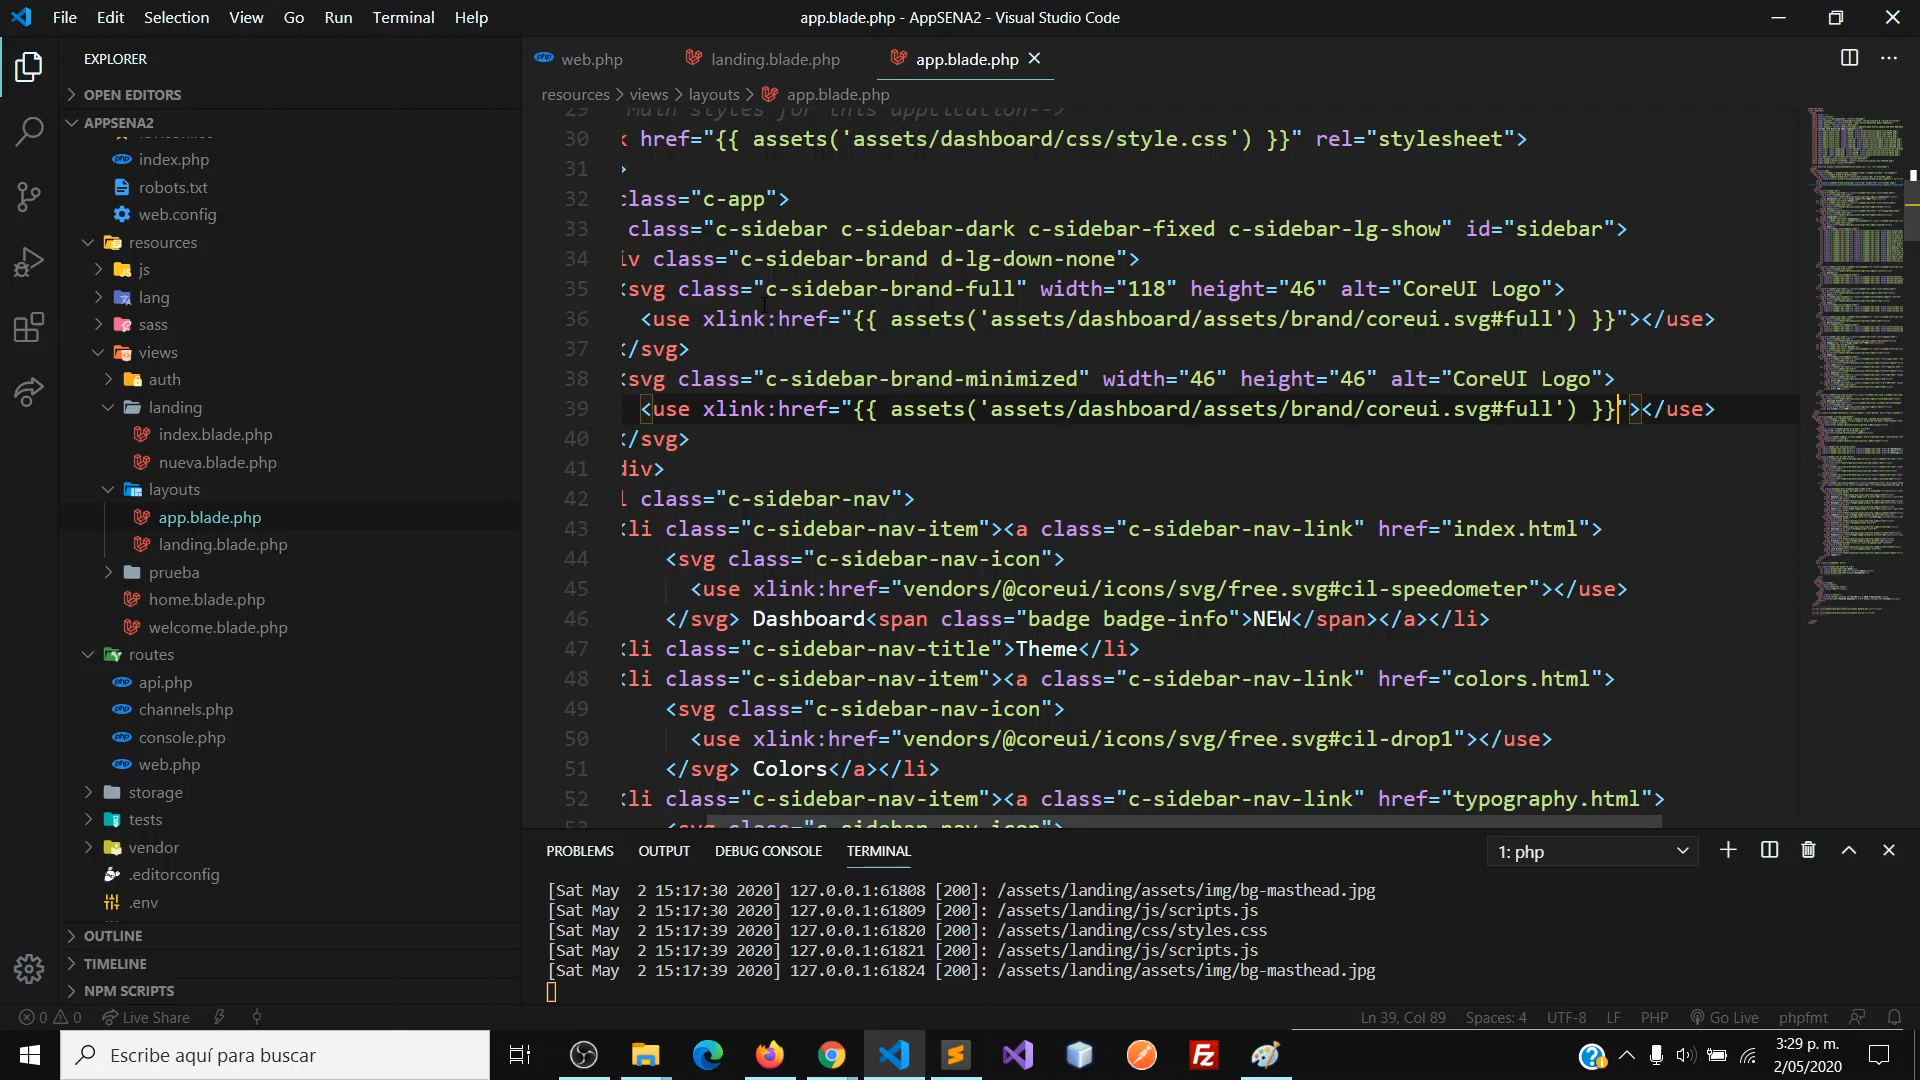 File Edit Selection View Go Run Terminal Help
app.blade.php - AppSENA2 - Visual Studio Code
EXPLORER
OPEN EDITORS
APPSENA2
index.php
robots.txt
web.config
resources
js
lang
sass
views
auth
landing
index.blade.php
nueva.blade.php
layouts
app.blade.php
landing.blade.php
prueba
home.blade.php
welcome.blade.php
routes
api.php
channels.php
console.php
web.php
storage
tests
vendor
.editorconfig
.env
OUTLINE
TIMELINE
NPM SCRIPTS
web.php landing.blade.php app.blade.php
resources > views > layouts > app.blade.php
29 Main styles for this application-->
30 k href="{{ assets('assets/dashboard/css/style.css') }}" rel="stylesheet">
31 >
32 class="c-app">
33 class="c-sidebar c-sidebar-dark c-sidebar-fixed c-sidebar-lg-show" id="sidebar">
34 iv class="c-sidebar-brand d-lg-down-none">
35 <svg class="c-sidebar-brand-full" width="118" height="46" alt="CoreUI Logo">
36 <use xlink:href="{{ assets('assets/dashboard/assets/brand/coreui.svg#full') }}"></use>
37 </svg>
38 <svg class="c-sidebar-brand-minimized" width="46" height="46" alt="CoreUI Logo">
39 <use xlink:href="{{ assets('assets/dashboard/assets/brand/coreui.svg#full') }}"></use>
40 </svg>
41 div>
42 l class="c-sidebar-nav">
43 <li class="c-sidebar-nav-item"><a class="c-sidebar-nav-link" href="index.html">
44 <svg class="c-sidebar-nav-icon">
45 <use xlink:href="vendors/@coreui/icons/svg/free.svg#cil-speedometer"></use>
46 </svg> Dashboard<span class="badge badge-info">NEW</span></a></li>
47 <li class="c-sidebar-nav-title">Theme</li>
48 <li class="c-sidebar-nav-item"><a class="c-sidebar-nav-link" href="colors.html">
49 <svg class="c-sidebar-nav-icon">
50 <use xlink:href="vendors/@coreui/icons/svg/free.svg#cil-drop1"></use>
51 </svg> Colors</a></li>
52 <li class="c-sidebar-nav-item"><a class="c-sidebar-nav-link" href="typography.html">
53 <svg class="c-sidebar-nav-icon">
PROBLEMS OUTPUT DEBUG CONSOLE TERMINAL
1: php
[Sat May 2 15:17:30 2020] 127.0.0.1:61808 [200]: /assets/landing/assets/img/bg-masthead.jpg
[Sat May 2 15:17:30 2020] 127.0.0.1:61809 [200]: /assets/landing/js/scripts.js
[Sat May 2 15:17:39 2020] 127.0.0.1:61820 [200]: /assets/landing/css/styles.css
[Sat May 2 15:17:39 2020] 127.0.0.1:61821 [200]: /assets/landing/js/scripts.js
[Sat May 2 15:17:39 2020] 127.0.0.1:61824 [200]: /assets/landing/assets/img/bg-masthead.jpg
0 0 Live Share
Ln 39, Col 89 Spaces: 4 UTF-8 LF PHP Go Live phpfmt
Escribe aquí para buscar
3:29 p. m.
2/05/2020